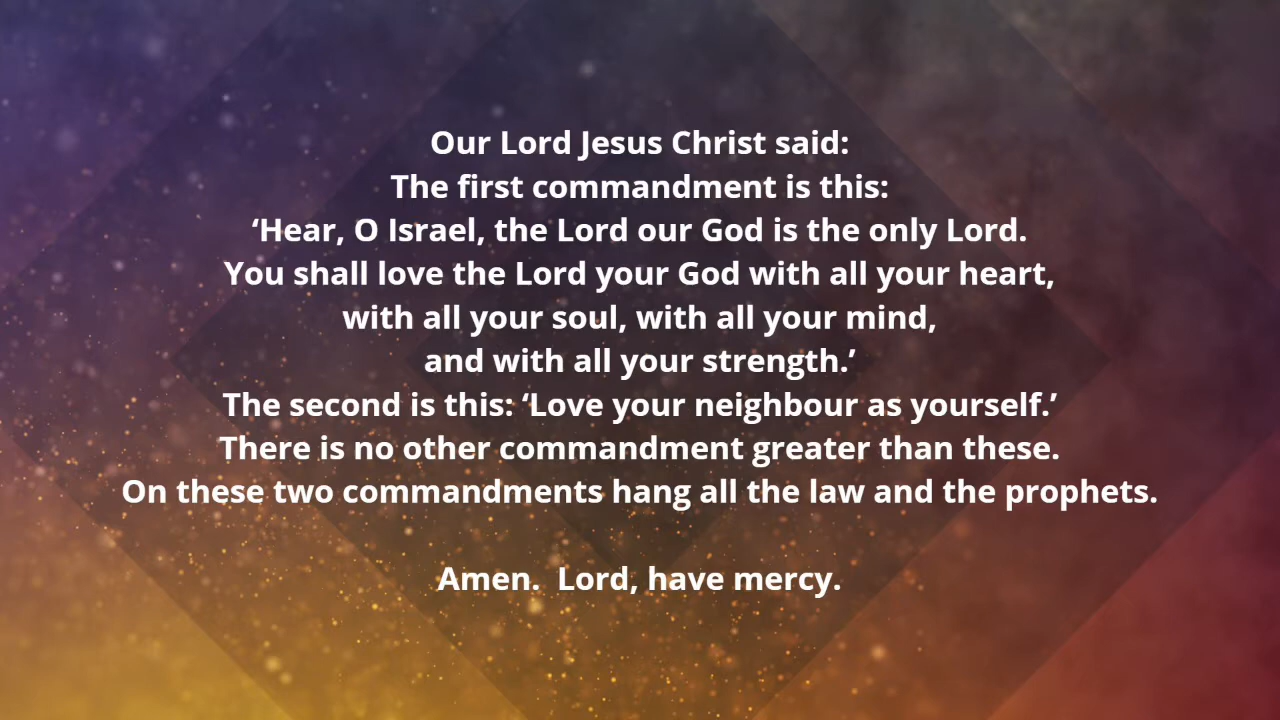 Our Lord Jesus Christ said:
The first commandment is this:
‘Hear, O Israel, the Lord our God is the only Lord.
You shall love the Lord your God with all your heart,
with all your soul, with all your mind,
and with all your strength.’
The second is this: ‘Love your neighbour as yourself.’
There is no other commandment greater than these.
On these two commandments hang all the law and the prophets.
Amen.  Lord, have mercy.